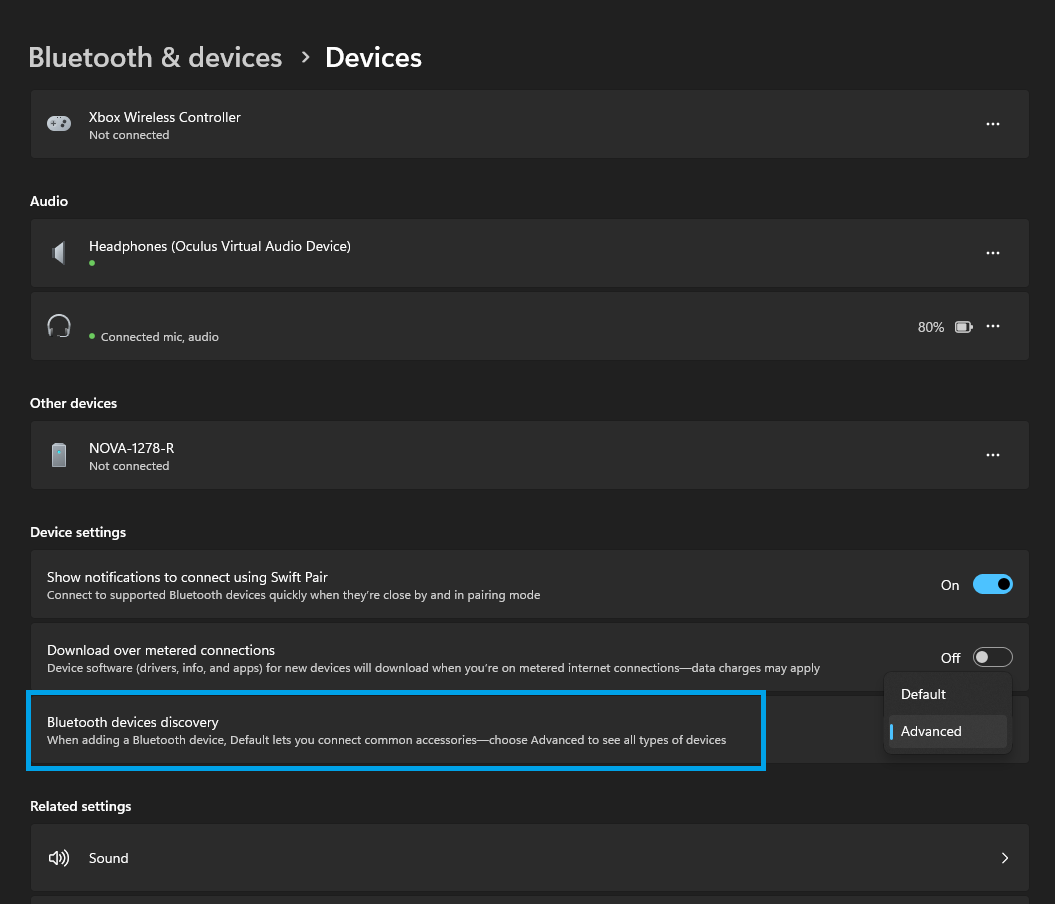 Bluetooth & devices › Devices
Xbox Wireless Controller
Not connected
Audio
Headphones (Oculus Virtual Audio Device)
Connected mic, audio
80%
Other devices
NOVA-1278-R
Not connected
Device settings
Show notifications to connect using Swift Pair
Connect to supported Bluetooth devices quickly when they're close by and in pairing mode
On
Download over metered connections
Device software (drivers, info, and apps) for new devices will download when you're on metered internet connections—data charges may apply
Off
Bluetooth devices discovery
When adding a Bluetooth device, Default lets you connect common accessories—choose Advanced to see all types of devices
Default
Advanced
Related settings
Sound